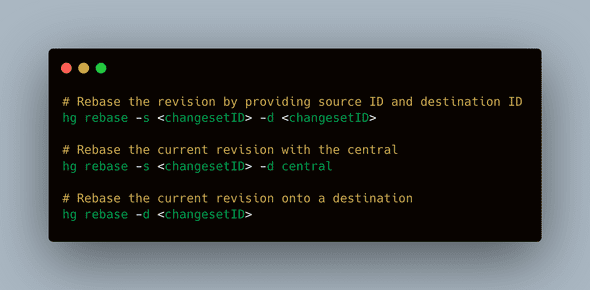 # Rebase the revision by providing source ID and destination ID
hg rebase -s <changesetID> -d <changesetID>
# Rebase the current revision with the central
hg rebase -s <changesetID> -d central
# Rebase the current revision onto a destination
hg rebase -d <changesetID>